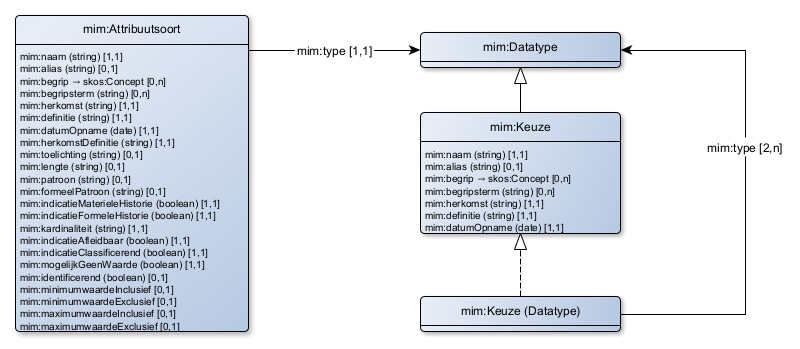 mim:Attribuutsoort
mim:naam (string) [1,1]
mim:alias (string) [0,1]
mim:begrip → skos:Concept [0,n]
mim:begripsterm (string) [0,n]
mim:herkomst (string) [1,1]
mim:definitie (string) [1,1]
mim:datumOpname (date) [1,1]
mim:herkomstDefinitie (string) [1,1]
mim:toelichting (string) [0,1]
mim:lengte (string) [0,1]
mim:patroon (string) [0,1]
mim:formeelPatroon (string) [0,1]
mim:indicatieMaterieleHistorie (boolean) [1,1]
mim:indicatieFormeleHistorie (boolean) [1,1]
mim:kardinaliteit (string) [1,1]
mim:indicatieAfleidbaar (boolean) [1,1]
mim:indicatieClassificerend (boolean) [1,1]
mim:mogelijkGeenWaarde (boolean) [1,1]
mim:identificerend (boolean) [0,1]
mim:minimumwaardeInclusief [0,1]
mim:minimumwaardeExclusief [0,1]
mim:maximumwaardeInclusief [0,1]
mim:maximumwaardeExclusief [0,1]
mim:type [1,1]
mim:Datatype
mim:Keuze
mim:naam (string) [1,1]
mim:alias (string) [0,1]
mim:begrip → skos:Concept [0,n]
mim:begripsterm (string) [0,n]
mim:herkomst (string) [1,1]
mim:definitie (string) [1,1]
mim:datumOpname (date) [1,1]
mim:type [2,n]
mim:Keuze (Datatype)